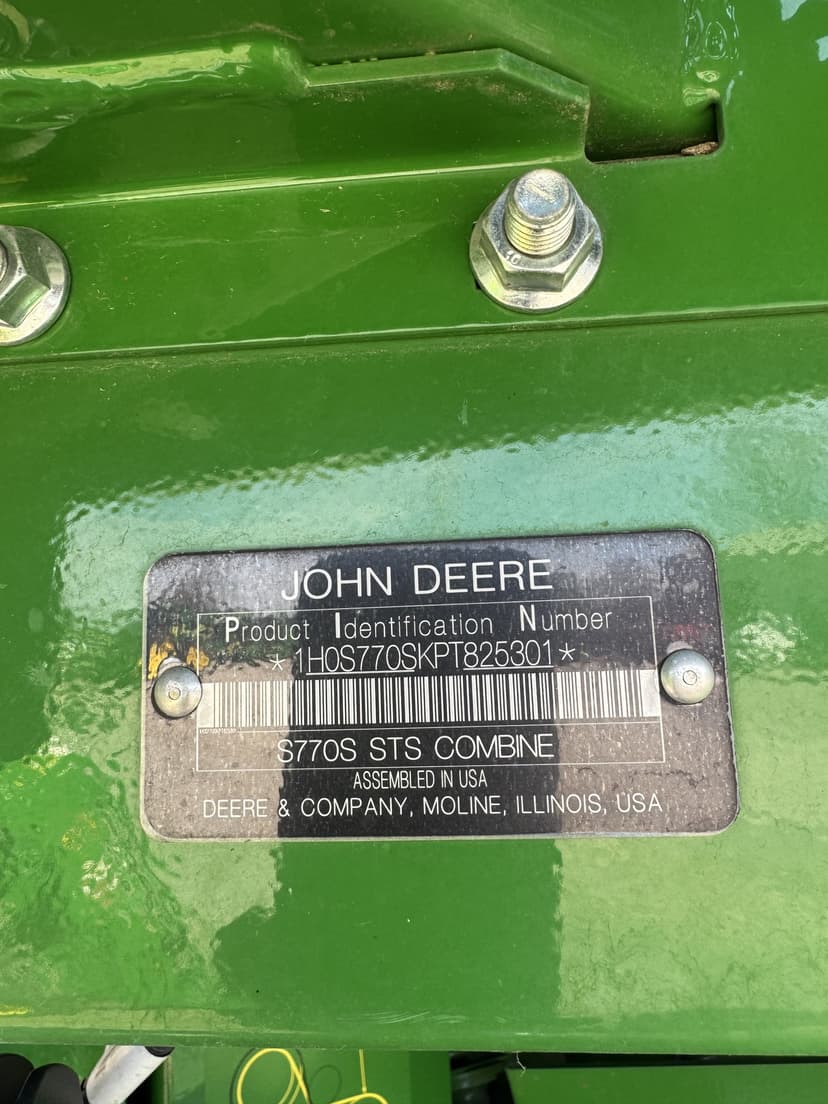 JOHN DEERE
Product Identification Number
*1H0S770SKPT825301*
S770S STS COMBINE
ASSEMBLED IN USA
DEERE & COMPANY, MOLINE, ILLINOIS, USA